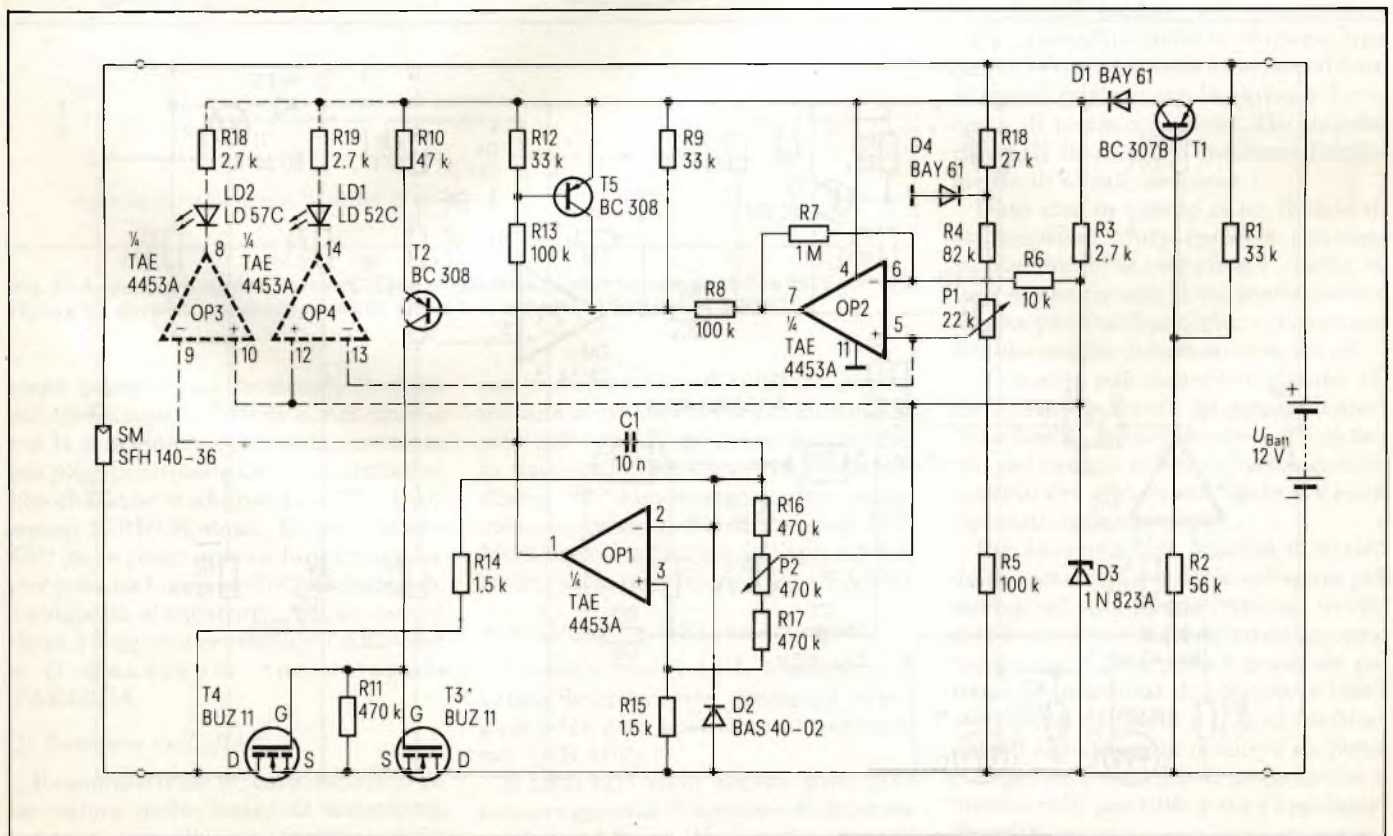 D1 BAY 61
BC 307B
T1
R18
2.7 k
R19
2.7 k
R10
47 k
R12
33 k
R9
33 k
R18
27 k
D4
BAY 61
T5
BC 308
R7
1 M
LD2
LD 57C
LD1
LD 52C
R13
100 k
R4
82 k
R6
10 k
R3
2,7 k
R1
33 k
8
14
T2
BC 308
¼
TAE
4453A
¼
TAE
4453A
OP3
OP4
R8
100 k
4
6
7
OP2
5
¼
TAE
4453A
11
P1
22 k
9
10
12
13
SM
SFH 140-36
C1
10 n
+
U Batt
12 V
−
R14
1,5 k
1
2
OP1
3
¼
TAE
4453A
R16
470 k
P2
470 k
R17
470 k
R5
100 k
D3
1 N 823A
R2
56 k
T4
BUZ 11
G
R11
470 k
G
T3*
BUZ 11
R15
1,5 k
D2
BAS 40-02
D
S
S
D